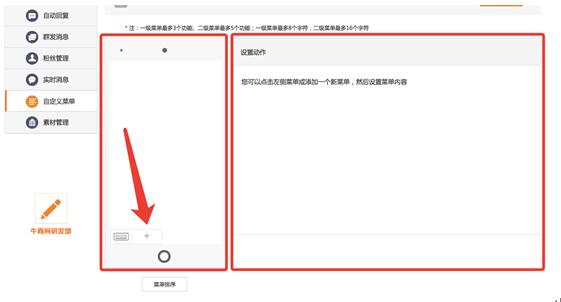 自动回复
群发消息
粉丝管理
实时消息
自定义菜单
素材管理
牛商网研发部
* 注：一级菜单最多3个功能，二级菜单最多5个功能；一级菜单最多8个字符，二级菜单最多16个字符
+
菜单排序
设置动作
您可以点击左侧菜单或添加一个新菜单，然后设置菜单内容